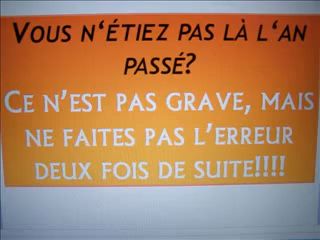 Vous n'étiez pas là l'an
passé?
Ce n'est pas grave, mais
ne faites pas l'erreur
deux fois de suite!!!!